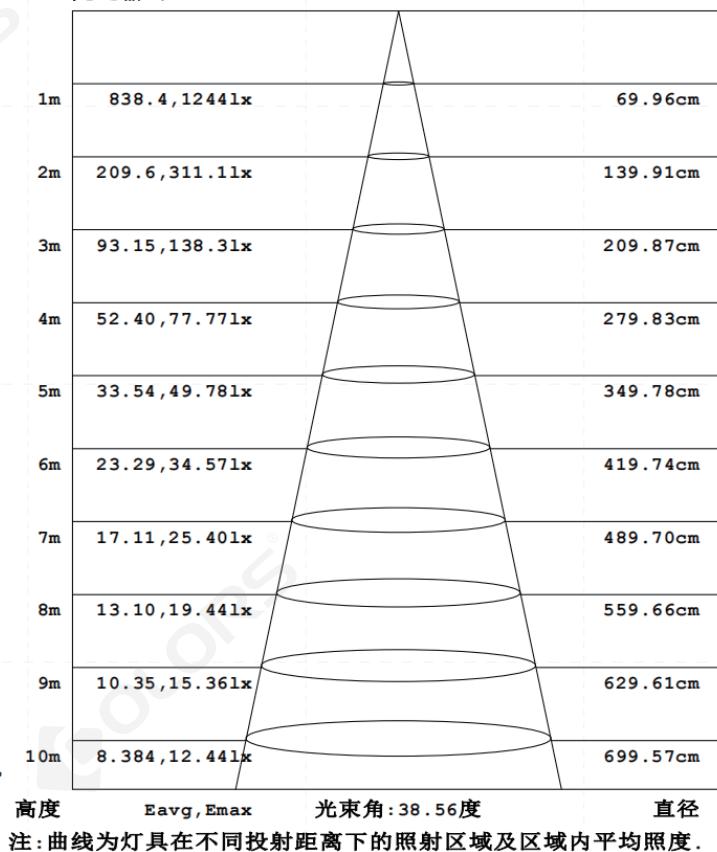 1m 838.4,1244lx 69.96cm
2m 209.6,311.1lx 139.91cm
3m 93.15,138.3lx 209.87cm
4m 52.40,77.77lx 279.83cm
5m 33.54,49.78lx 349.78cm
6m 23.29,34.57lx 419.74cm
7m 17.11,25.40lx 489.70cm
8m 13.10,19.44lx 559.66cm
9m 10.35,15.36lx 629.61cm
10m 8.384,12.44lx 699.57cm
高度 Eavg,Emax 光束角:38.56度 直径
注:曲线为灯具在不同投射距离下的照射区域及区域内平均照度.